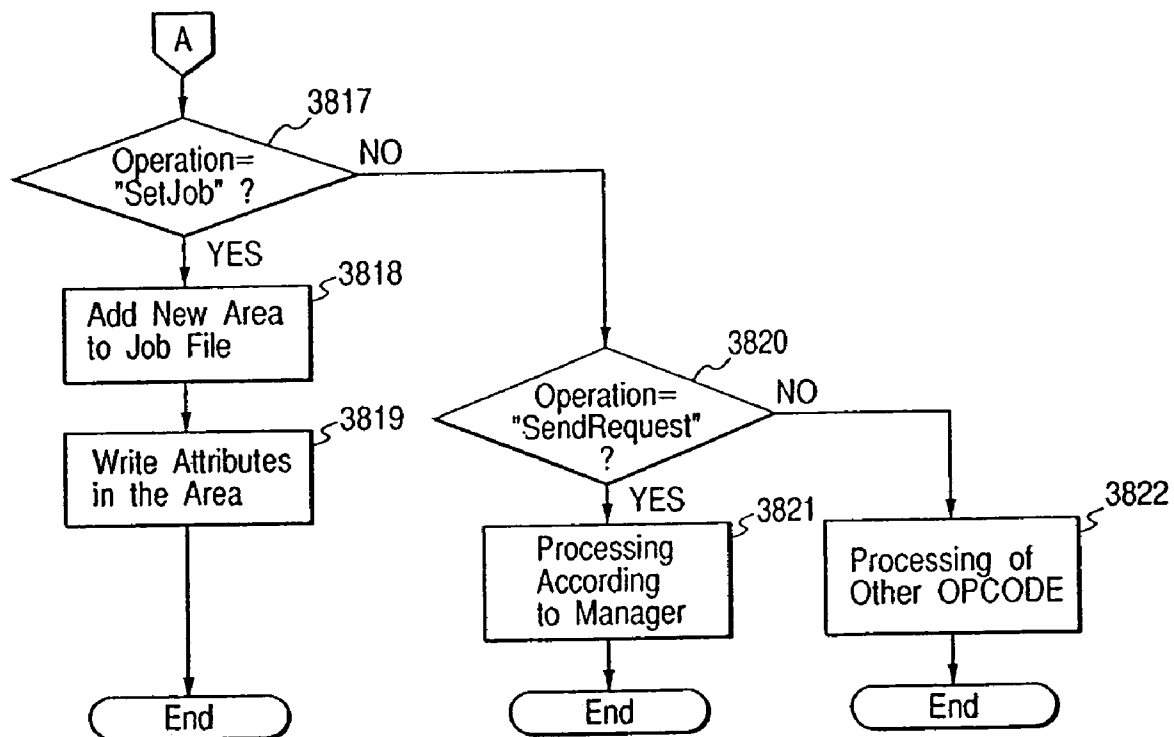 A
3817
Operation=
"SetJob" ?
NO
YES
3818
Add New Area
to Job File
3819
Write Attributes
in the Area
End
3820
Operation=
"SendRequest"
?
NO
YES
3821
Processing
According
to Manager
End
3822
Processing of
Other OPCODE
End